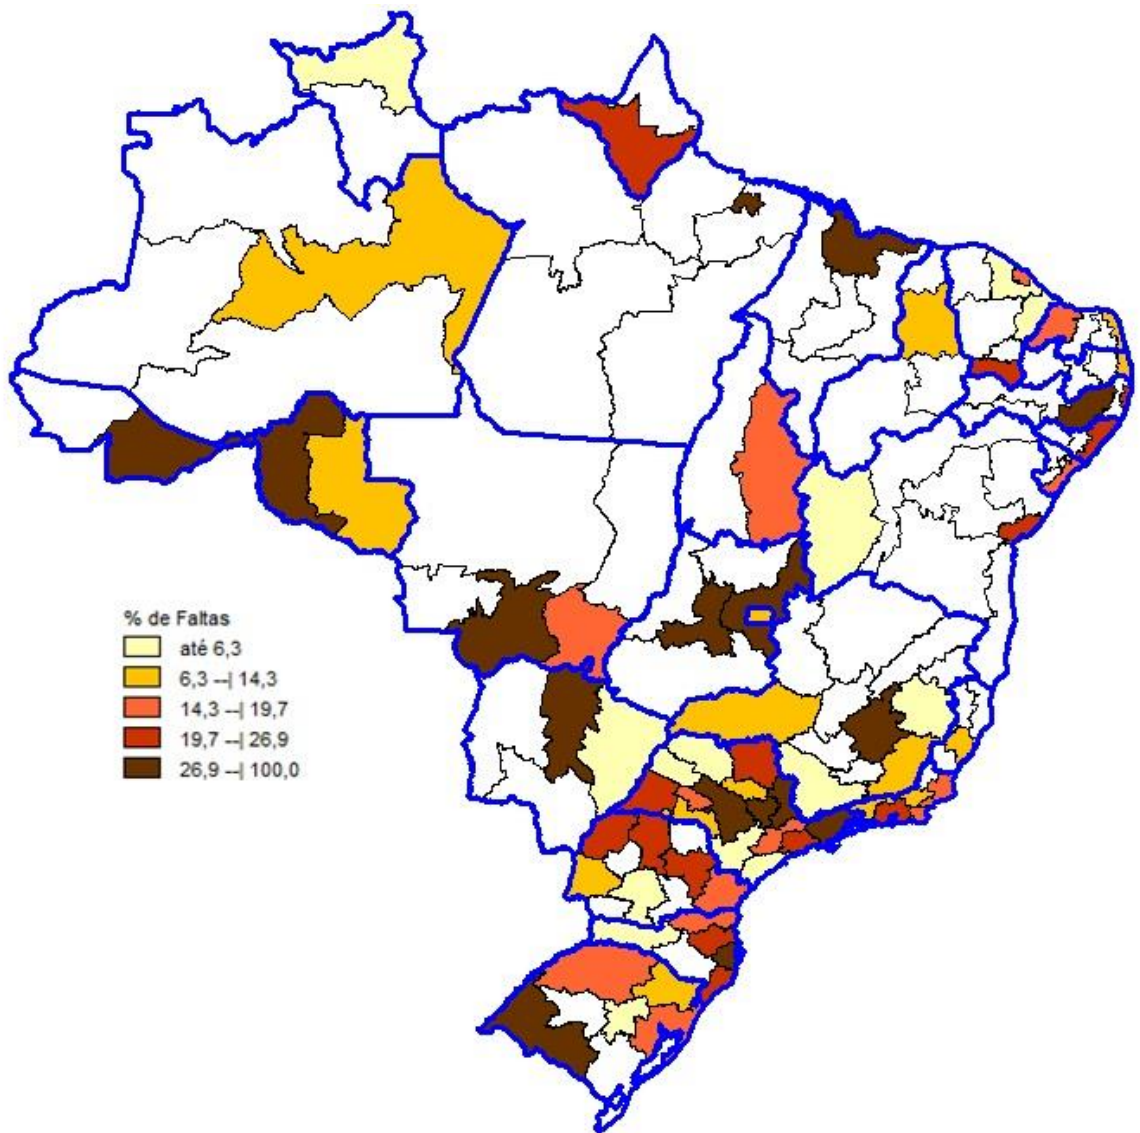 % de Faltas
até 6,3
6,3 --| 14,3
14,3 --| 19,7
19,7 --| 26,9
26,9 --| 100,0